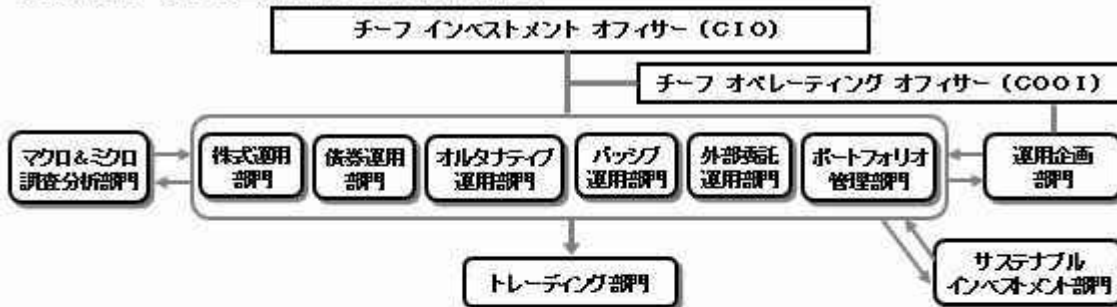 チーフ インベストメント オフィサー (CIO)
チーフ オペレーティング オフィサー (COOI)
マクロ&ミクロ
調査分析部門
株式運用
部門
債券運用
部門
オルタナティブ
運用部門
パッシブ
運用部門
外部委託
運用部門
ポートフォリオ
管理部門
運用企画
部門
トレーディング部門
サステナブル
インベストメント部門